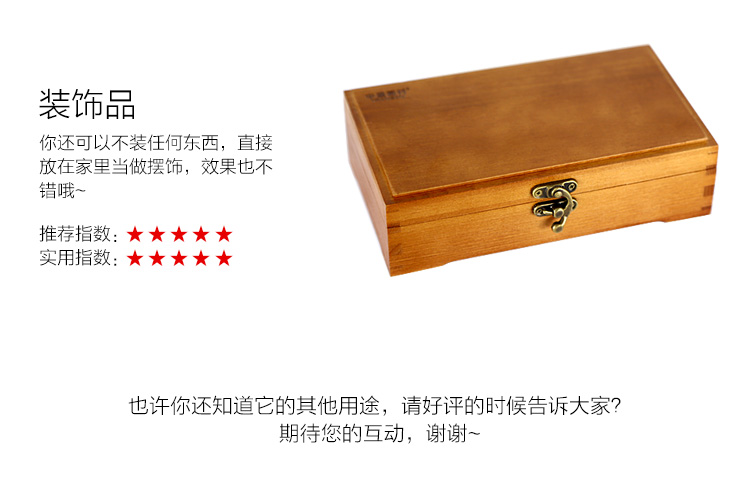 装饰品
你还可以不装任何东西，直接
放在家里当做摆饰，效果也不
错哦~
推荐指数：★★★★★
实用指数：★★★★★
也许你还知道它的其他用途，请好评的时候告诉大家？
期待您的互动，谢谢~